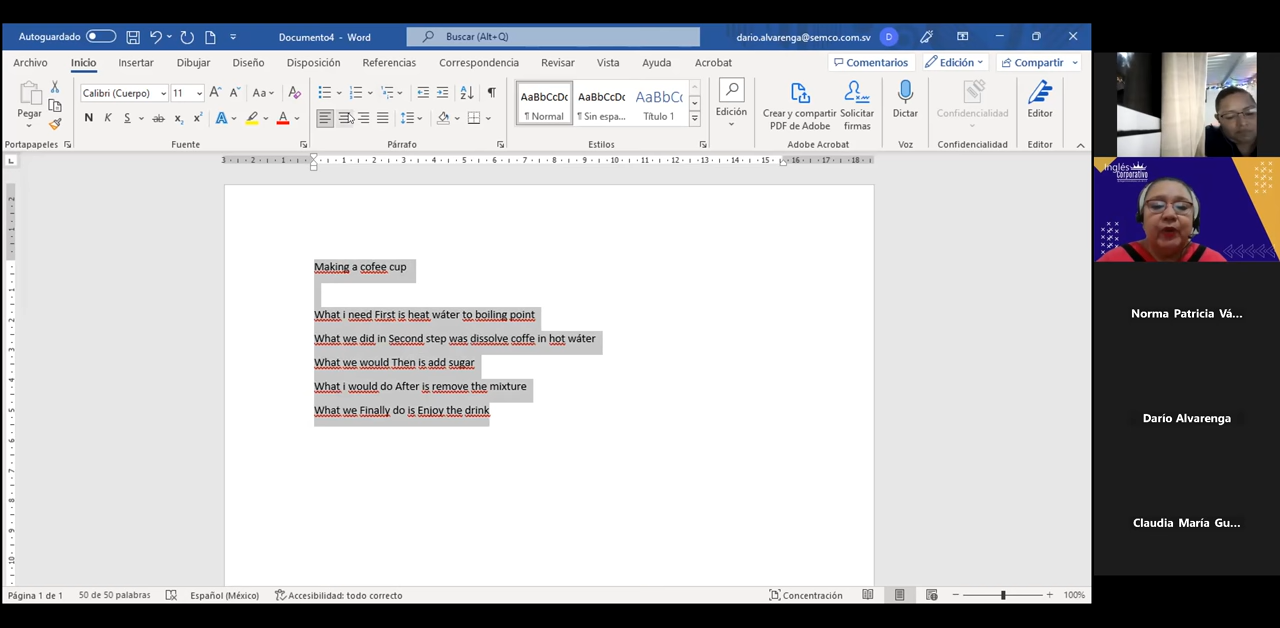 Autoguardado
Documento4 - Word
Buscar (Alt+Q)
dario.alvarenga@semco.com.sv
D
Archivo Inicio Insertar Dibujar Diseño Disposición Referencias Correspondencia Revisar Vista Ayuda Acrobat
Comentarios Edición Compartir
Pegar
Calibri (Cuerpo) 11
N K S ab x₂ x²
AaBbCcDc AaBbCcDc AaBbC(
¶ Normal ¶ Sin espa... Título 1
Edición
Crear y compartir PDF de Adobe
Solicitar firmas
Dictar
Confidencialidad
Editor
Portapapeles Fuente Párrafo Estilos Adobe Acrobat Voz Confidencialidad Editor
Making a cofee cup
What i need First is heat wáter to boiling point
What we did in Second step was dissolve coffe in hot wáter
What we would Then is add sugar
What i would do After is remove the mixture
What we Finally do is Enjoy the drink
Página 1 de 1 50 de 50 palabras Español (México) Accesibilidad: todo correcto Concentración 100%
Inglés
Corporativo
Norma Patricia Vá...
Dario Alvarenga
Claudia María Gu...